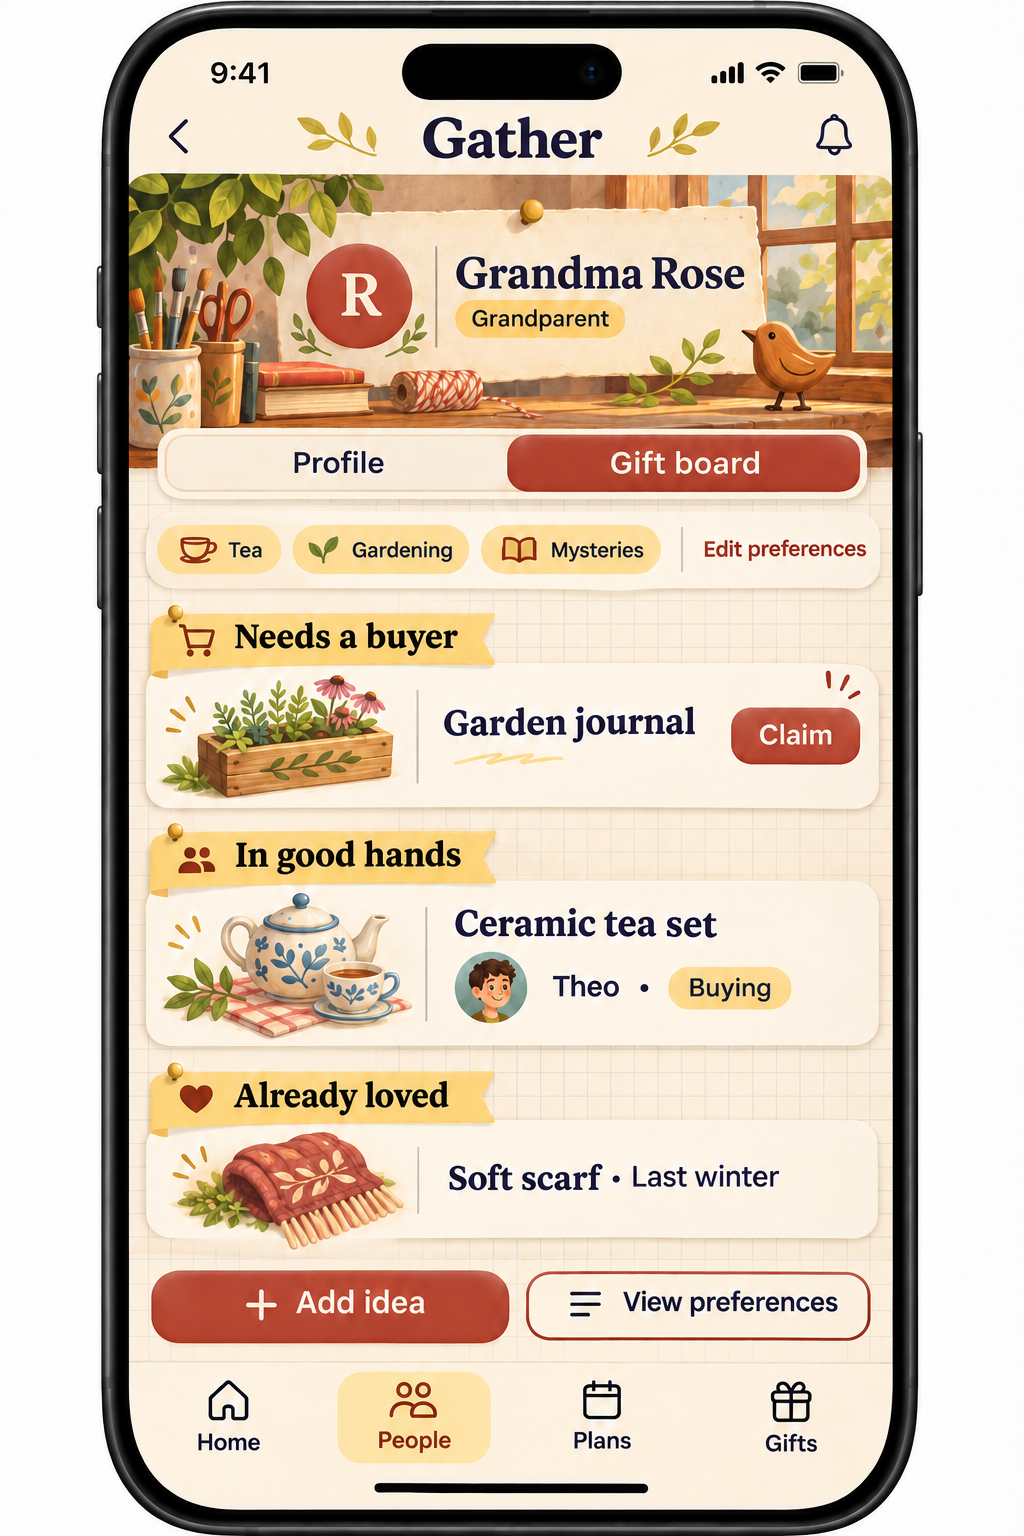 9:41
Gather
R
Grandma Rose
Grandparent
Profile
Gift board
Tea
Gardening
Mysteries
Edit preferences
Needs a buyer
Garden journal
Claim
In good hands
Ceramic tea set
Theo • Buying
Already loved
Soft scarf • Last winter
+ Add idea
View preferences
Home
People
Plans
Gifts